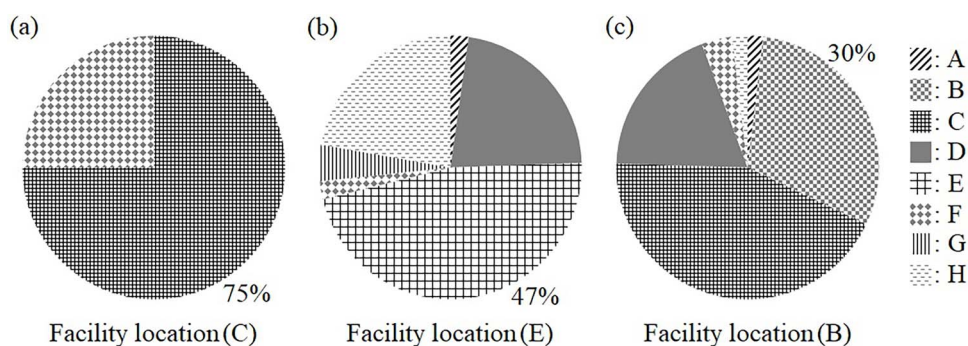 (a)
(b)
(c)
75%
47%
30%
Facility location (C)
Facility location (E)
Facility location (B)
: A
: B
: C
: D
: E
: F
: G
: H